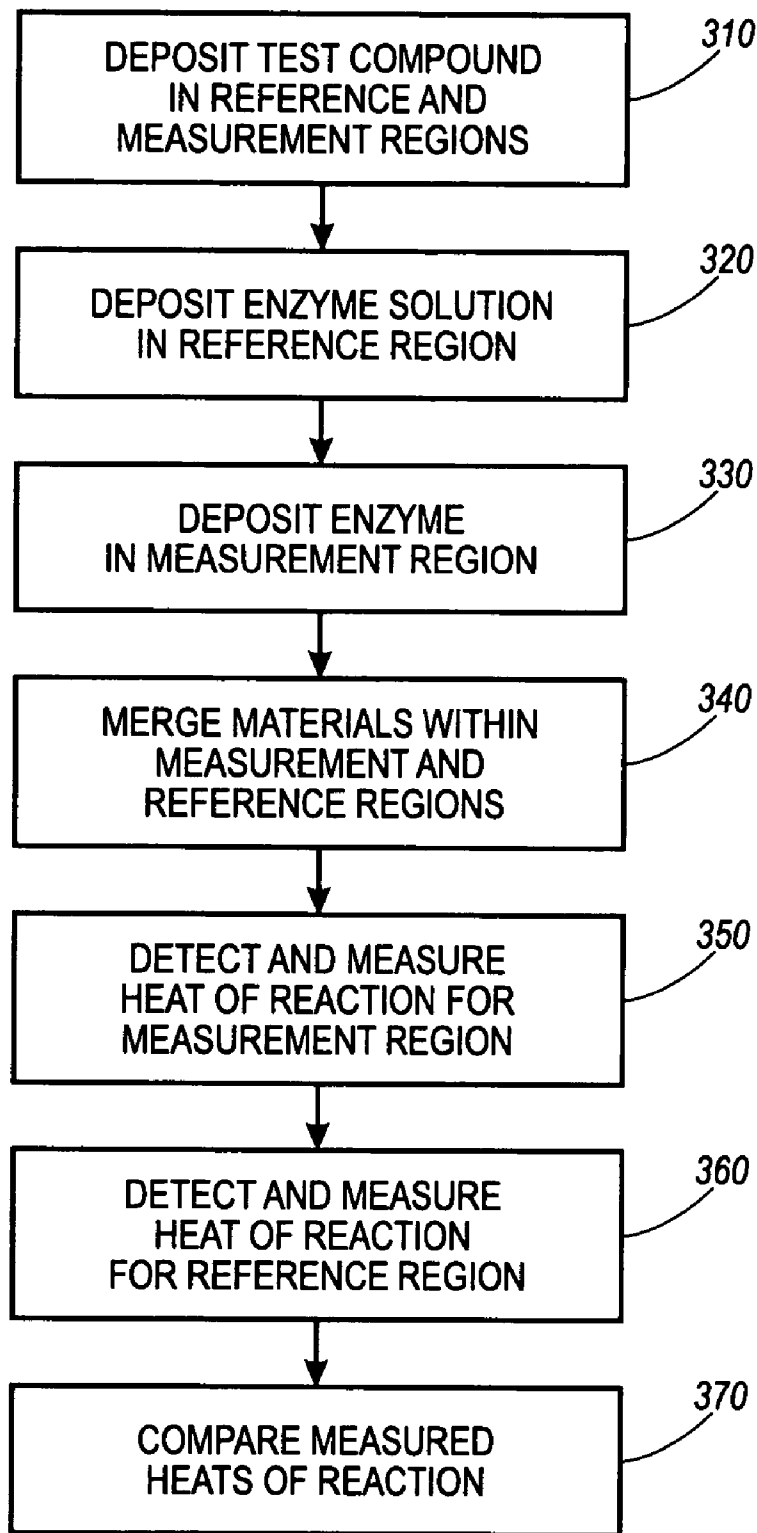 310
DEPOSIT TEST COMPOUND
IN REFERENCE AND
MEASUREMENT REGIONS
320
DEPOSIT ENZYME SOLUTION
IN REFERENCE REGION
330
DEPOSIT ENZYME
IN MEASUREMENT REGION
340
MERGE MATERIALS WITHIN
MEASUREMENT AND
REFERENCE REGIONS
350
DETECT AND MEASURE
HEAT OF REACTION FOR
MEASUREMENT REGION
360
DETECT AND MEASURE
HEAT OF REACTION
FOR REFERENCE REGION
370
COMPARE MEASURED
HEATS OF REACTION